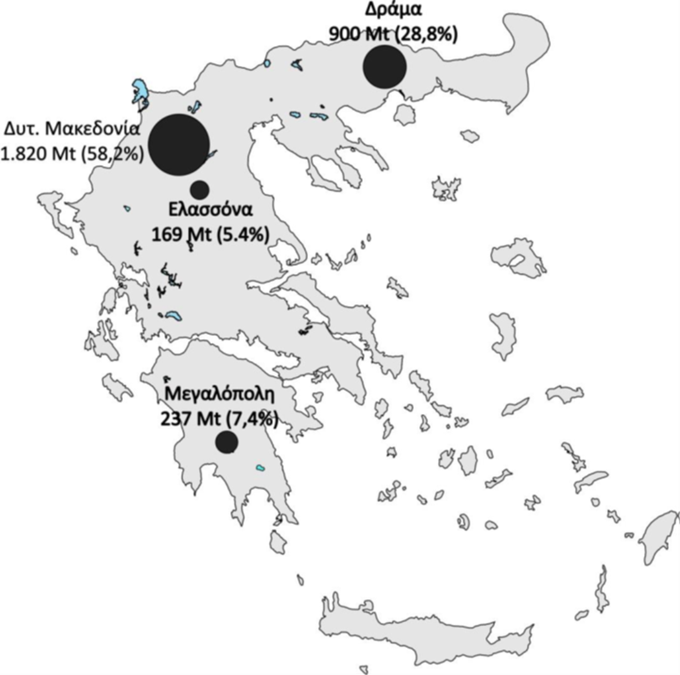 Δράμα
900 Mt (28,8%)
Δυτ. Μακεδονία
1.820 Mt (58,2%)
Ελασσόνα
169 Mt (5.4%)
Μεγαλόπολη
237 Mt (7,4%)